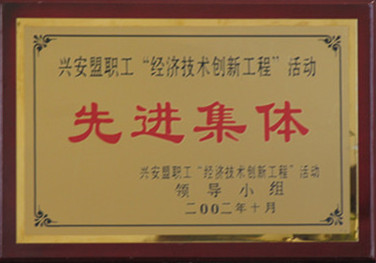 兴安盟职工“经济技术创新工程”活动
先进集体
兴安盟职工“经济技术创新工程”活动
领导小组
二00二年十月